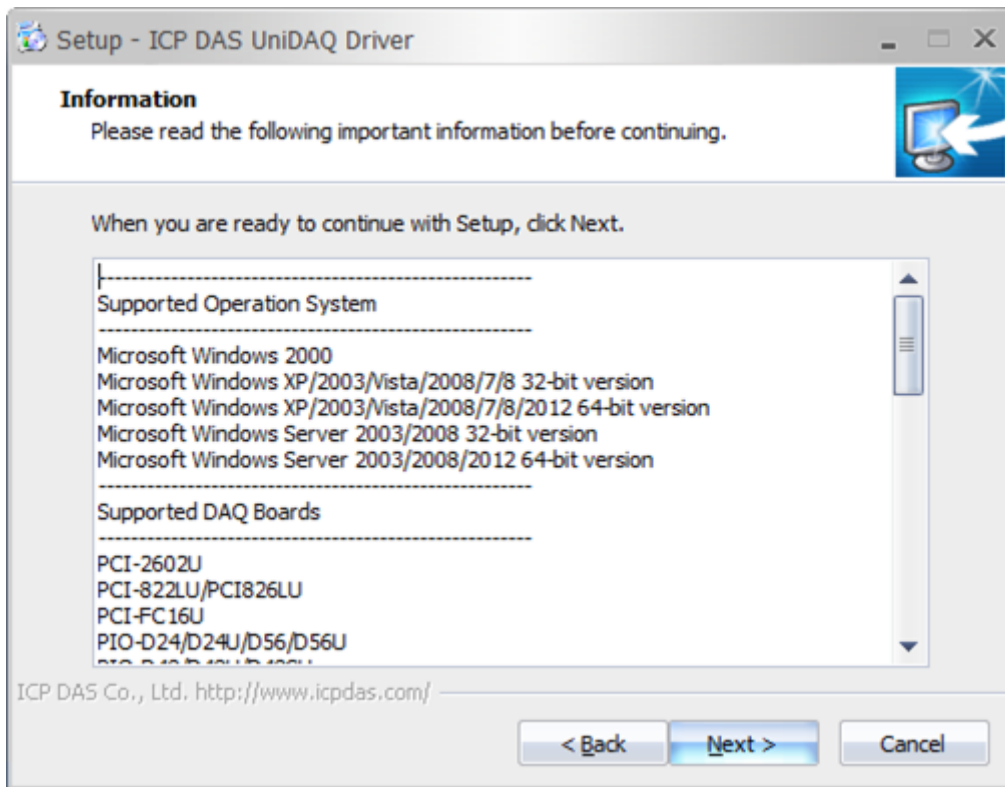 Setup - ICP DAS UniDAQ Driver
Information
Please read the following important information before continuing.
When you are ready to continue with Setup, click Next.
------------------------------------------------------
Supported Operation System
------------------------------------------------------
Microsoft Windows 2000
Microsoft Windows XP/2003/Vista/2008/7/8 32-bit version
Microsoft Windows XP/2003/Vista/2008/7/8/2012 64-bit version
Microsoft Windows Server 2003/2008 32-bit version
Microsoft Windows Server 2003/2008/2012 64-bit version
------------------------------------------------------
Supported DAQ Boards
------------------------------------------------------
PCI-2602U
PCI-822LU/PCI826LU
PCI-FC16U
PIO-D24/D24U/D56/D56U
ICP DAS Co., Ltd. http://www.icpdas.com/
< Back
Next >
Cancel